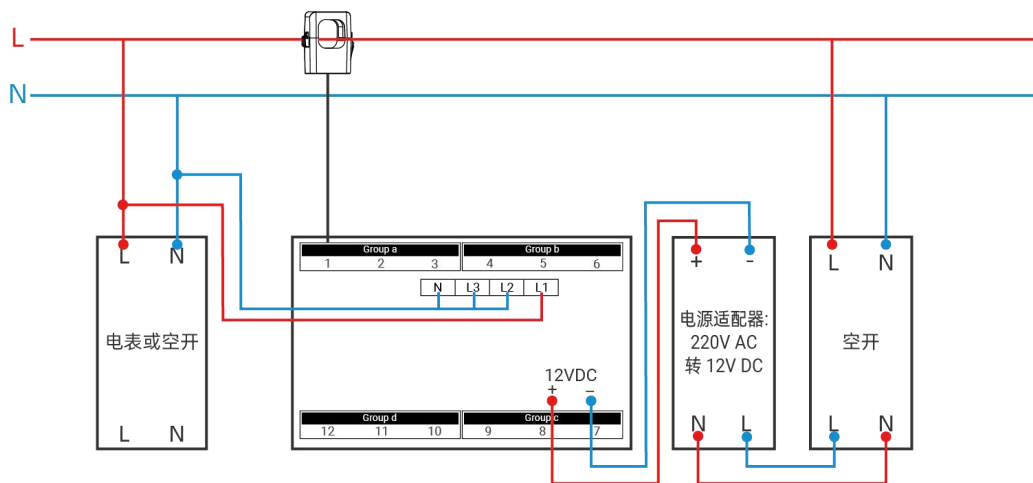 L
N
L N
电表或空开
L N
Group a Group b
1 2 3 4 5 6
N L3 L2 L1
12VDC
+ −
Group d Group c
12 11 10 9 8 7
+ -
电源适配器:
220V AC
转 12V DC
N L
L N
空开
L N